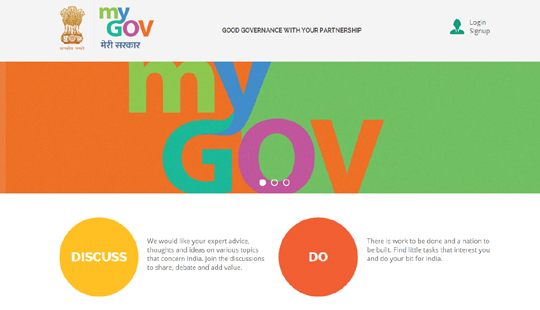 my
GOV
मेरी सरकार
GOOD GOVERNANCE WITH YOUR PARTNERSHIP
Login
Signup
my
GOV
DISCUSS
We would like your expert advice,
thoughts and ideas on various topics
that concern India. Join the discussions
to share, debate and add value.
DO
There is work to be done and a nation to
be built. Find little tasks that interest you
and do your bit for India.